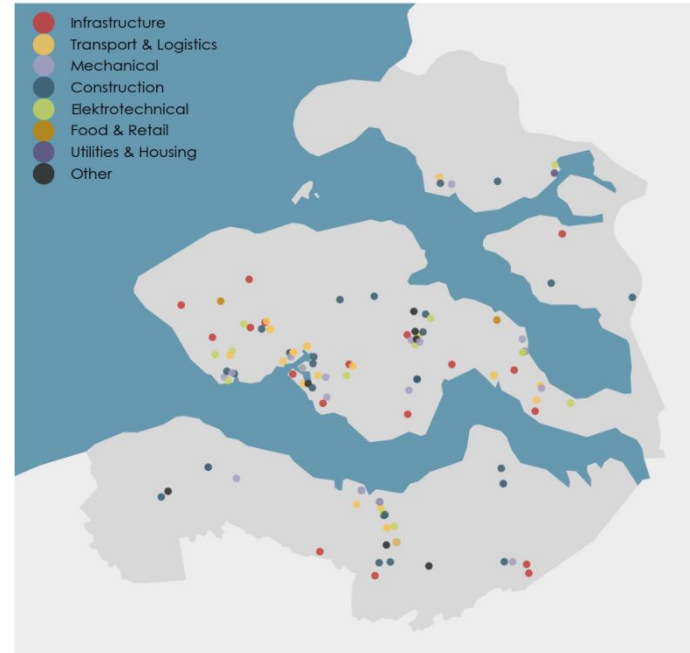 Infrastructure
Transport & Logistics
Mechanical
Construction
Elektrotechnical
Food & Retail
Utilities & Housing
Other